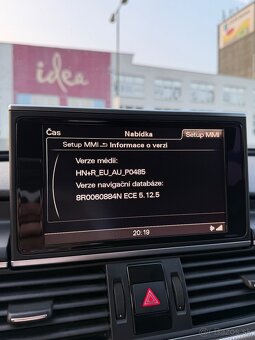 idea
Čas
Nabídka
Setup MMI
Setup MMI Informace o verzi
Verze médií:
HN+R_EU_AU_P0485
Verze navigační databáze:
8R0060884N ECE 5.12.5
20:19